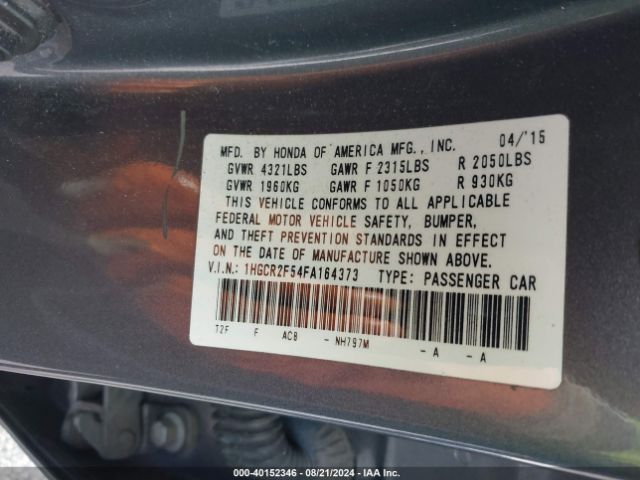 MFD. BY HONDA OF AMERICA MFG., INC. 04/'15
GVWR 4321LBS GAWR F 2315LBS R 2050LBS
GVWR 1960KG GAWR F 1050KG R 930KG
THIS VEHICLE CONFORMS TO ALL APPLICABLE
FEDERAL MOTOR VEHICLE SAFETY, BUMPER,
AND THEFT PREVENTION STANDARDS IN EFFECT
ON THE DATE OF MANUFACTURE SHOWN ABOVE.
V.I.N.: 1HGCR2F54FA164373 TYPE: PASSENGER CAR
T2F F AC8 - NH797M - A - A
000-40152346 - 08/21/2024 - IAA Inc.